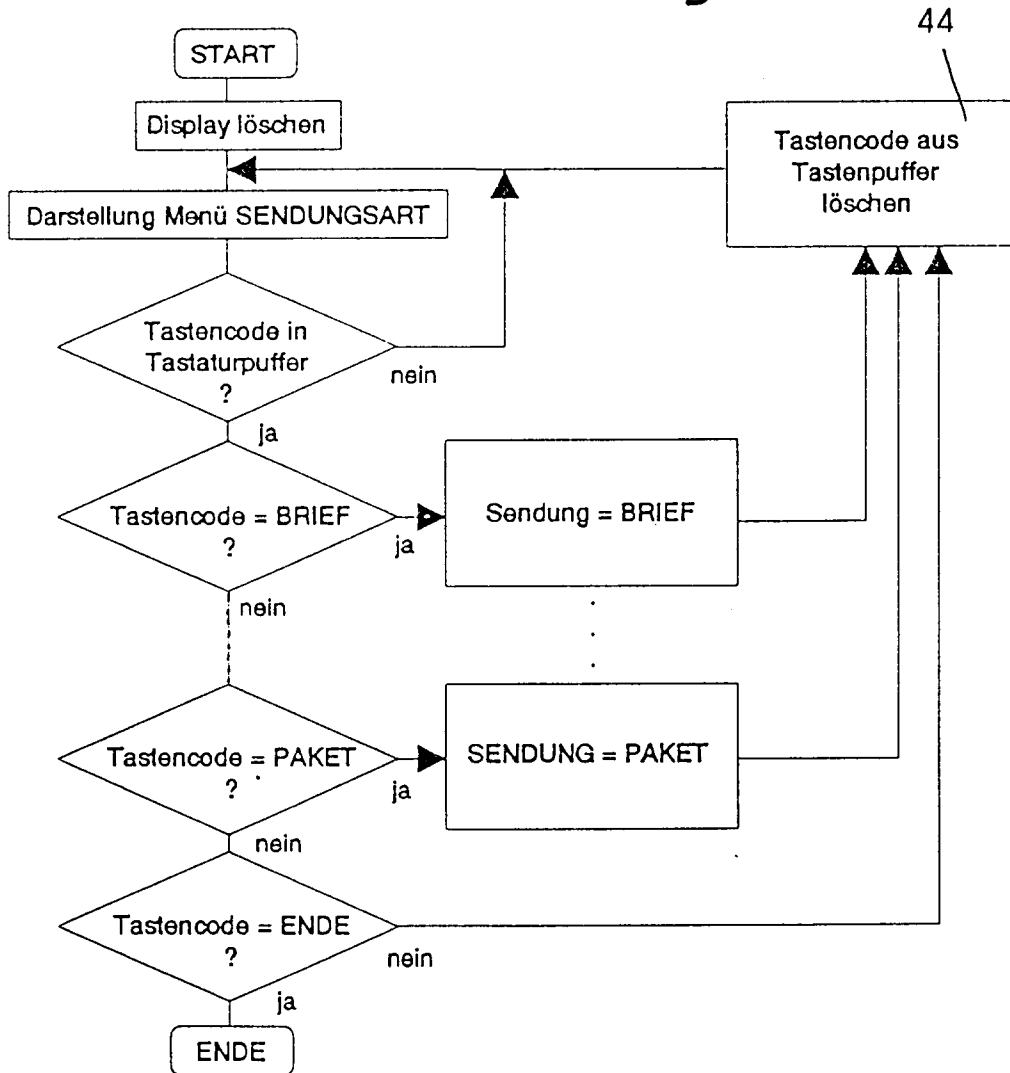 44
START
Display löschen
Tastencode aus
Tastenpuffer
löschen
Darstellung Menü SENDUNGSART
Tastencode in
Tastaturpuffer
?
nein
ja
Tastencode = BRIEF
?
ja
Sendung = BRIEF
nein
Tastencode = PAKET
?
ja
SENDUNG = PAKET
nein
Tastencode = ENDE
?
nein
ja
ENDE